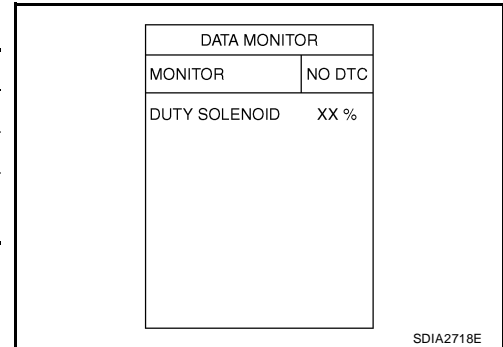 DATA MONITOR
MONITOR NO DTC
DUTY SOLENOID XX %
SDIA2718E